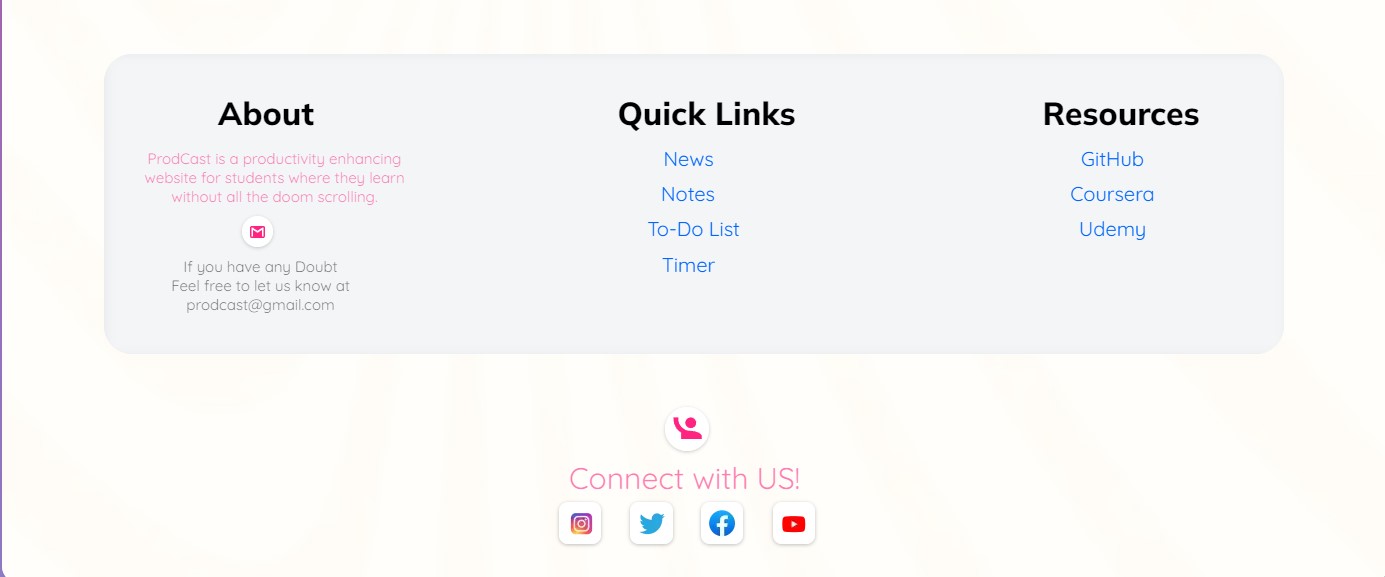 About
ProdCast is a productivity enhancing
website for students where they learn
without all the doom scrolling.
If you have any Doubt
Feel free to let us know at
prodcast@gmail.com
Quick Links
News
Notes
To-Do List
Timer
Resources
GitHub
Coursera
Udemy
Connect with US!